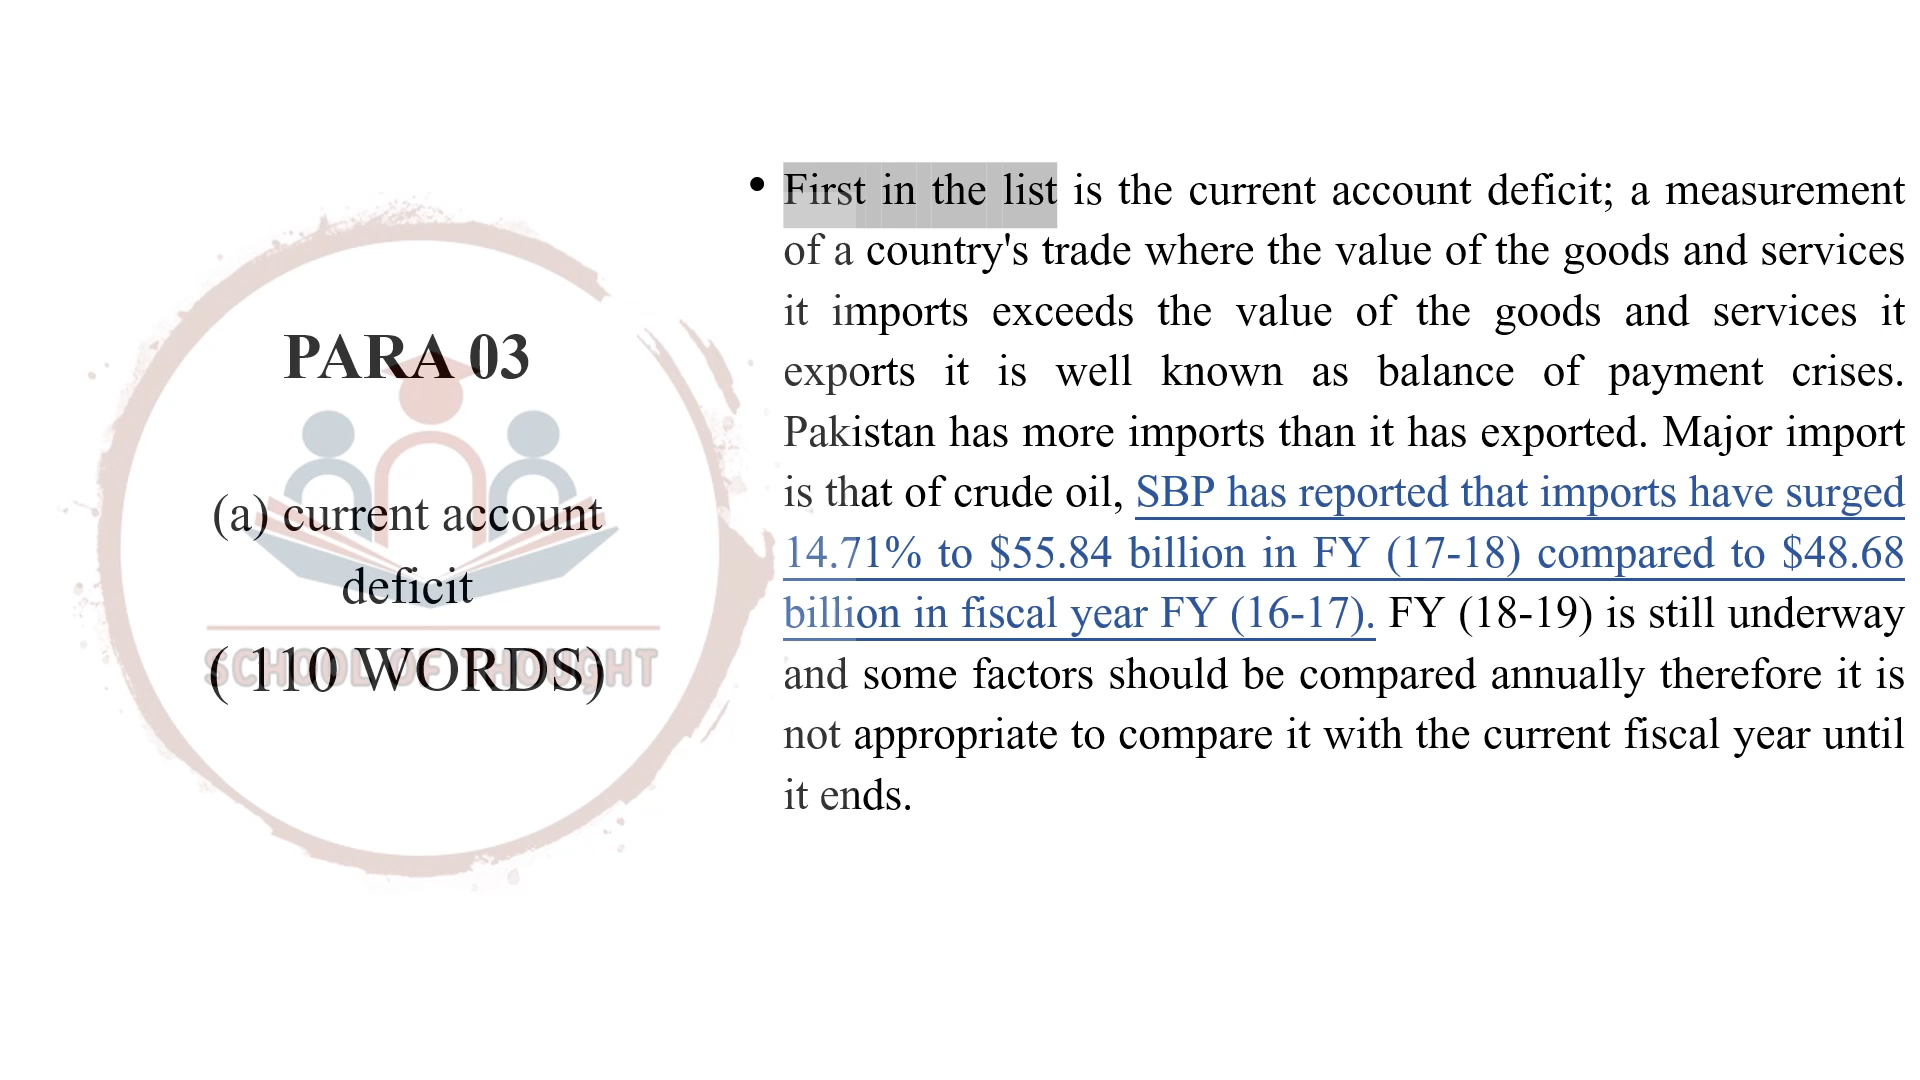 PARA 03
(a) current account
deficit
( 110 WORDS)
SCHOOL OF THOUGHT
• First in the list is the current account deficit; a measurement
of a country's trade where the value of the goods and services
it imports exceeds the value of the goods and services it
exports it is well known as balance of payment crises.
Pakistan has more imports than it has exported. Major import
is that of crude oil, SBP has reported that imports have surged
14.71% to $55.84 billion in FY (17-18) compared to $48.68
billion in fiscal year FY (16-17). FY (18-19) is still underway
and some factors should be compared annually therefore it is
not appropriate to compare it with the current fiscal year until
it ends.